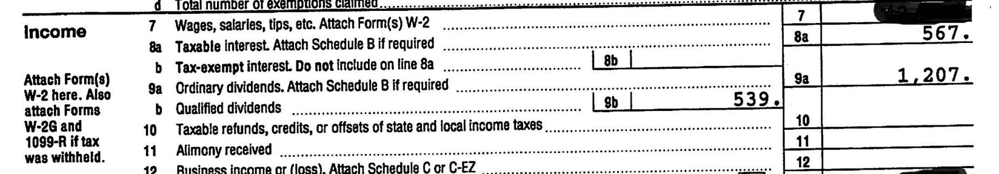 d Total number of exemptions claimed
Income
7 Wages, salaries, tips, etc. Attach Form(s) W-2 7
8a Taxable interest. Attach Schedule B if required 8a 567.
b Tax-exempt interest. Do not include on line 8a 8b
Attach Form(s)
W-2 here. Also
attach Forms
W-2G and
1099-R if tax
was withheld.
9a Ordinary dividends. Attach Schedule B if required 9a 1,207.
b Qualified dividends 9b 539.
10 Taxable refunds, credits, or offsets of state and local income taxes 10
11 Alimony received 11
12 Business income or (loss). Attach Schedule C or C-EZ 12